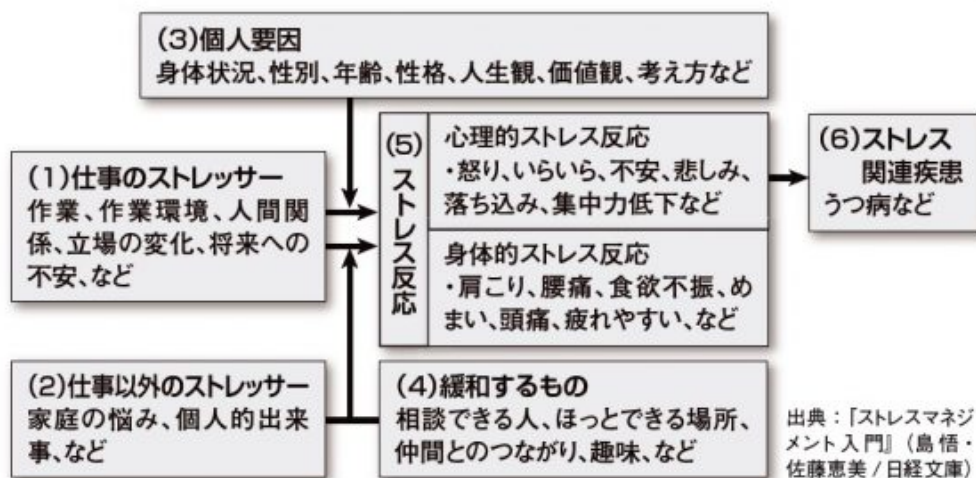 (3)個人要因
身体状況、性別、年齢、性格、人生観、価値観、考え方など
(1)仕事のストレッサー
作業、作業環境、人間関
係、立場の変化、将来への
不安、など
(5)ストレス反応
心理的ストレス反応
・怒り、いらいら、不安、悲しみ、
落ち込み、集中力低下など
身体的ストレス反応
・肩こり、腰痛、食欲不振、め
まい、頭痛、疲れやすい、など
(6)ストレス
関連疾患
うつ病など
(2)仕事以外のストレッサー
家庭の悩み、個人的出来
事、など
(4)緩和するもの
相談できる人、ほっとできる場所、
仲間とのつながり、趣味、など
出典：『ストレスマネジ
メント入門』（島 悟・
佐藤恵美/日経文庫）